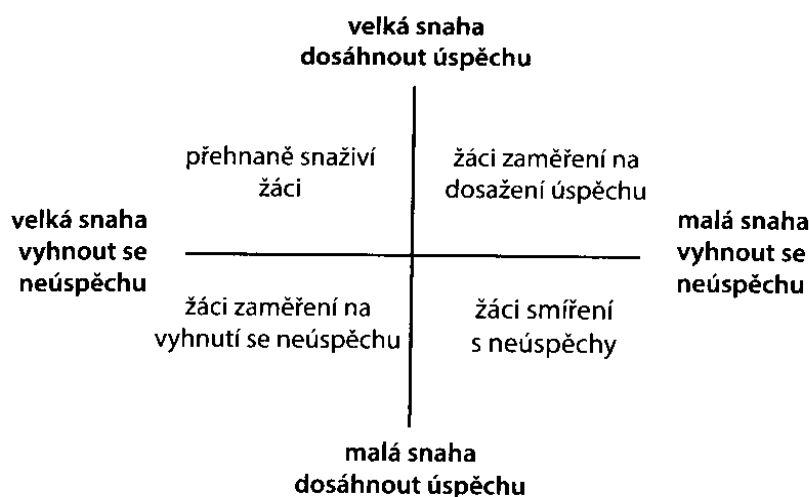 velká snaha
dosáhnout úspěchu
přehnaně snaživí
žáci
žáci zaměření na
dosažení úspěchu
velká snaha
vyhnout se
neúspěchu
malá snaha
vyhnout se
neúspěchu
žáci zaměření na
vyhnutí se neúspěchu
žáci smíření
s neúspěchy
malá snaha
dosáhnout úspěchu